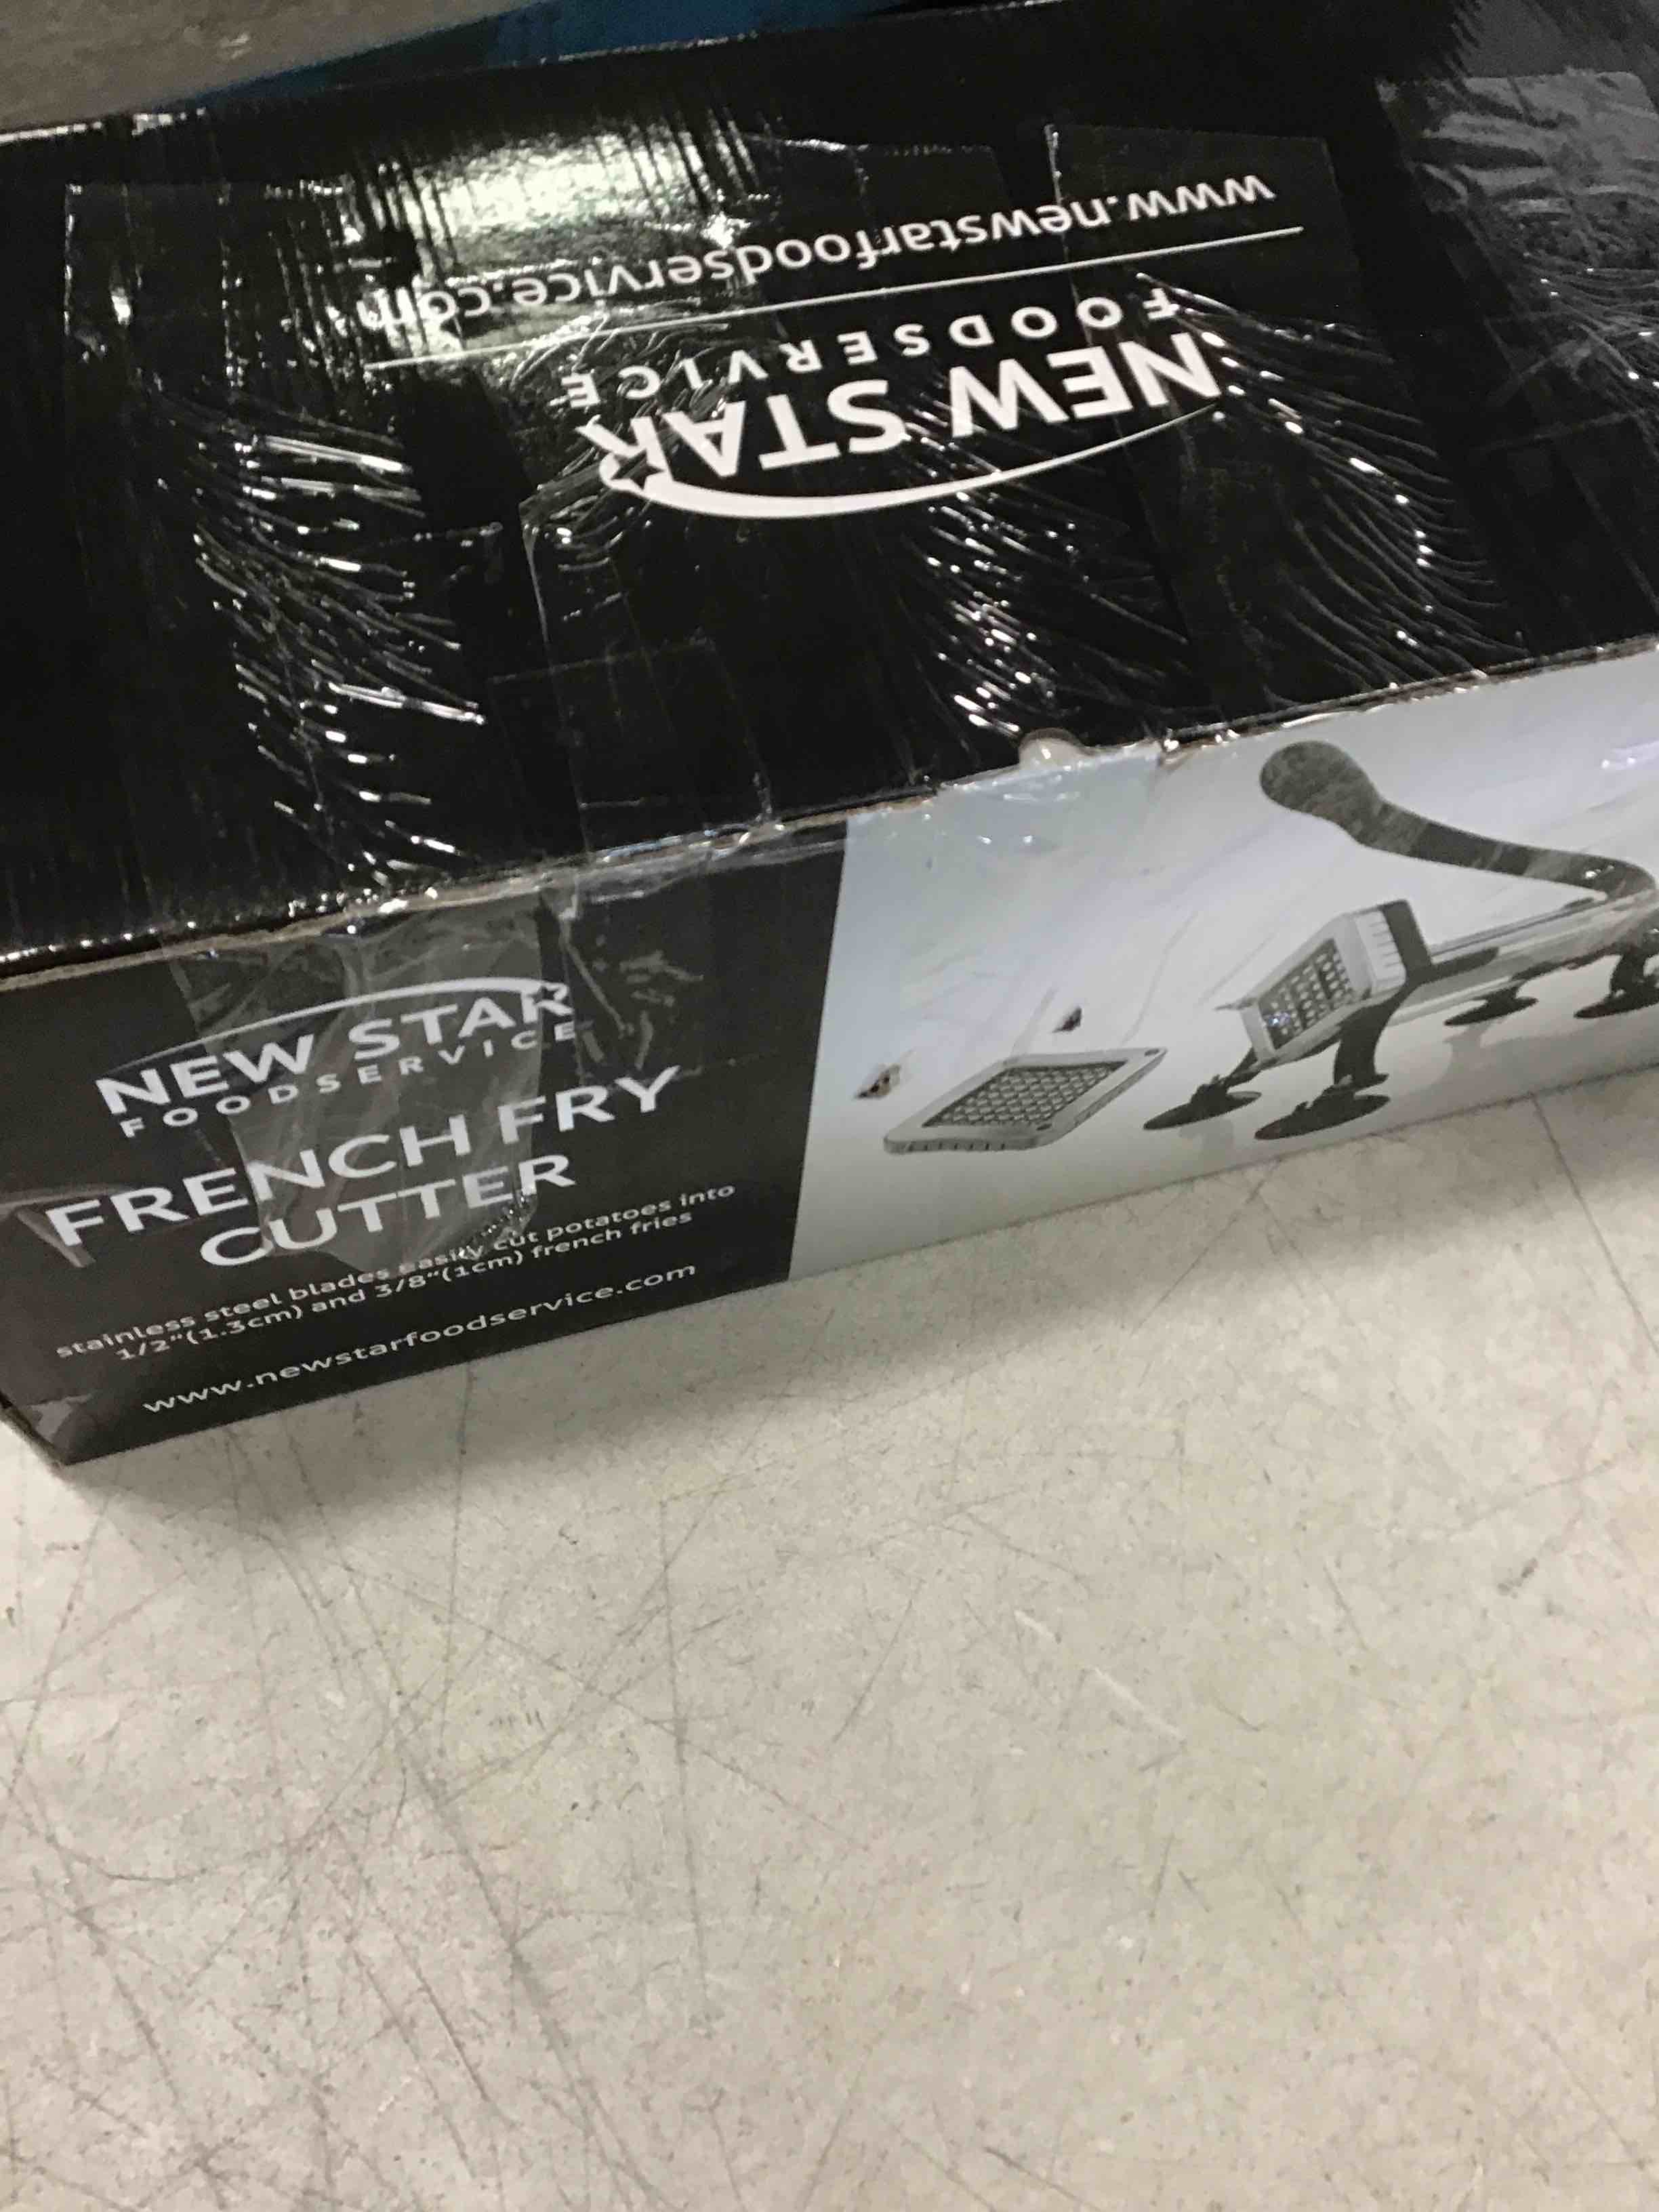 www.newstarfoodservice.com
NEW STAR
FOODSERVICE
NEW STAR
FOODSERVICE
FRENCH FRY
CUTTER
stainless steel blades easily cut potatoes into
1/2"(1.3cm) and 3/8"(1cm) french fries
www.newstarfoodservice.com